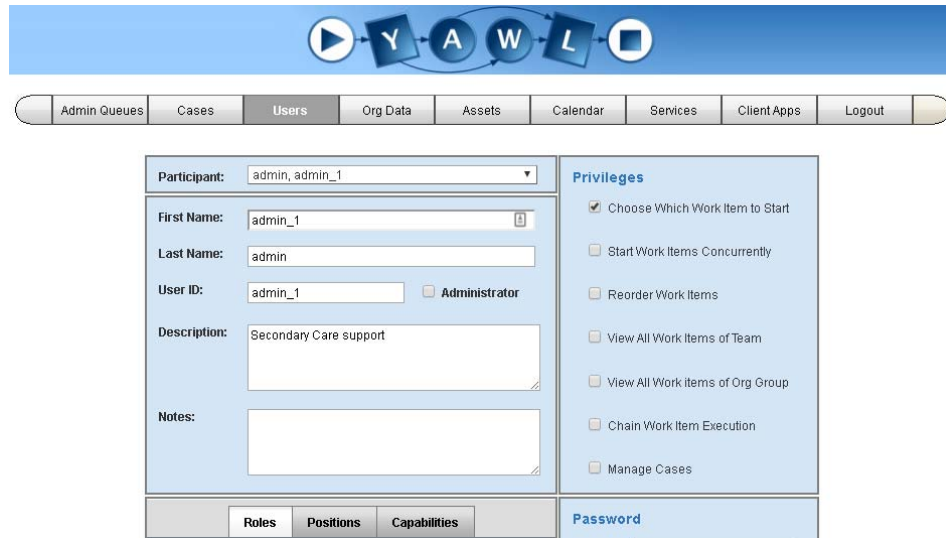 YAWL
Admin Queues Cases Users Org Data Assets Calendar Services Client Apps Logout
Participant: admin, admin_1
First Name: admin_1
Last Name: admin
User ID: admin_1 Administrator
Description: Secondary Care support
Notes:
Privileges
Choose Which Work Item to Start
Start Work Items Concurrently
Reorder Work Items
View All Work Items of Team
View All Work items of Org Group
Chain Work Item Execution
Manage Cases
Roles Positions Capabilities
Password